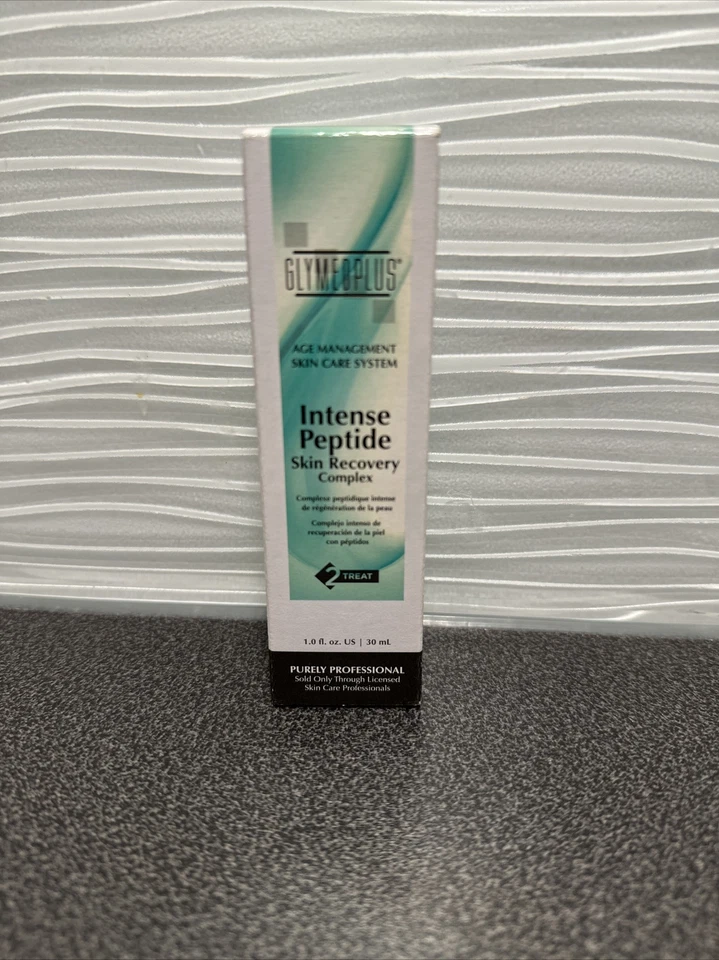 GLYMEDPLUS®
AGE MANAGEMENT
SKIN CARE SYSTEM
Intense
Peptide
Skin Recovery
Complex
Complexe peptidique intense
de régénération de la peau
Complejo intenso de
recuperación de la piel
con péptidos
2 TREAT
1.0 fl. oz. US | 30 mL
PURELY PROFESSIONAL
Sold Only Through Licensed
Skin Care Professionals